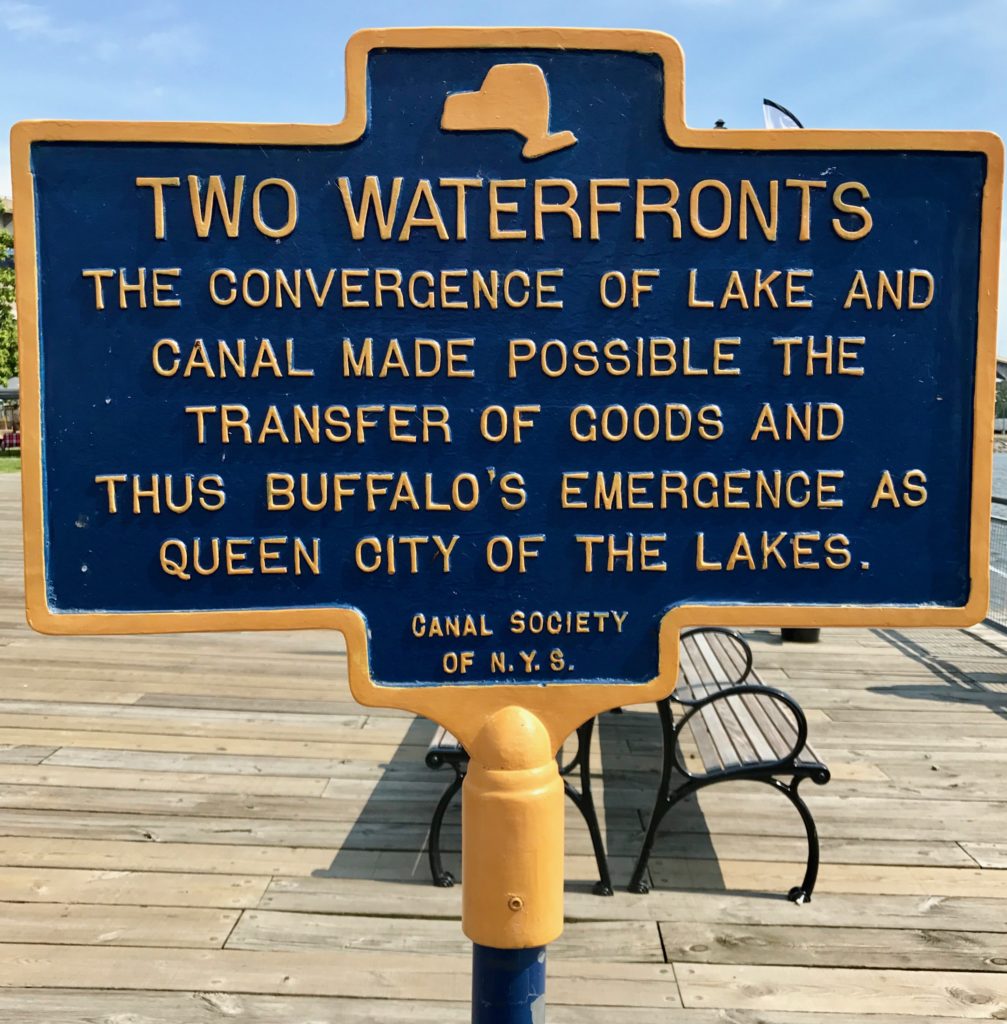 TWO WATERFRONTS
THE CONVERGENCE OF LAKE AND
CANAL MADE POSSIBLE THE
TRANSFER OF GOODS AND
THUS BUFFALO'S EMERGENCE AS
QUEEN CITY OF THE LAKES.
CANAL SOCIETY
OF N.Y.S.